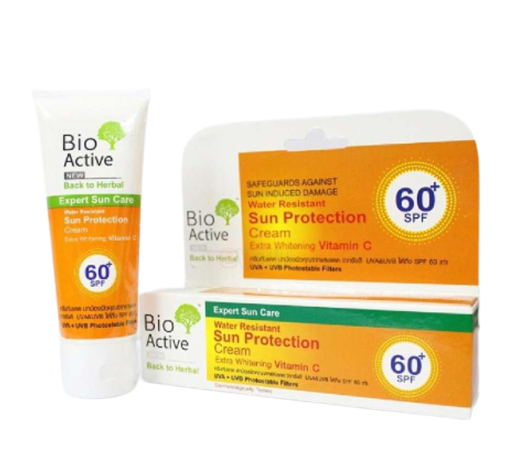 Bio
Active
NEW
Back to Herbal
Expert Sun Care
Water Resistant
Sun Protection
Cream
Extra Whitening Vitamin C
60+
SPF
UVA + UVB Photostable Filters
Bio
Active
Back to Herbal
SAFEGUARDS AGAINST
SUN INDUCED DAMAGE
Water Resistant
Sun Protection
Cream
Extra Whitening Vitamin C
UVA + UVB Photostable Filters
60+
SPF
Bio
Active
Back to Herbal
Expert Sun Care
Water Resistant
Sun Protection
Cream
Extra Whitening Vitamin C
UVA + UVB Photostable Filters
Dermatologically Tested
60+
SPF